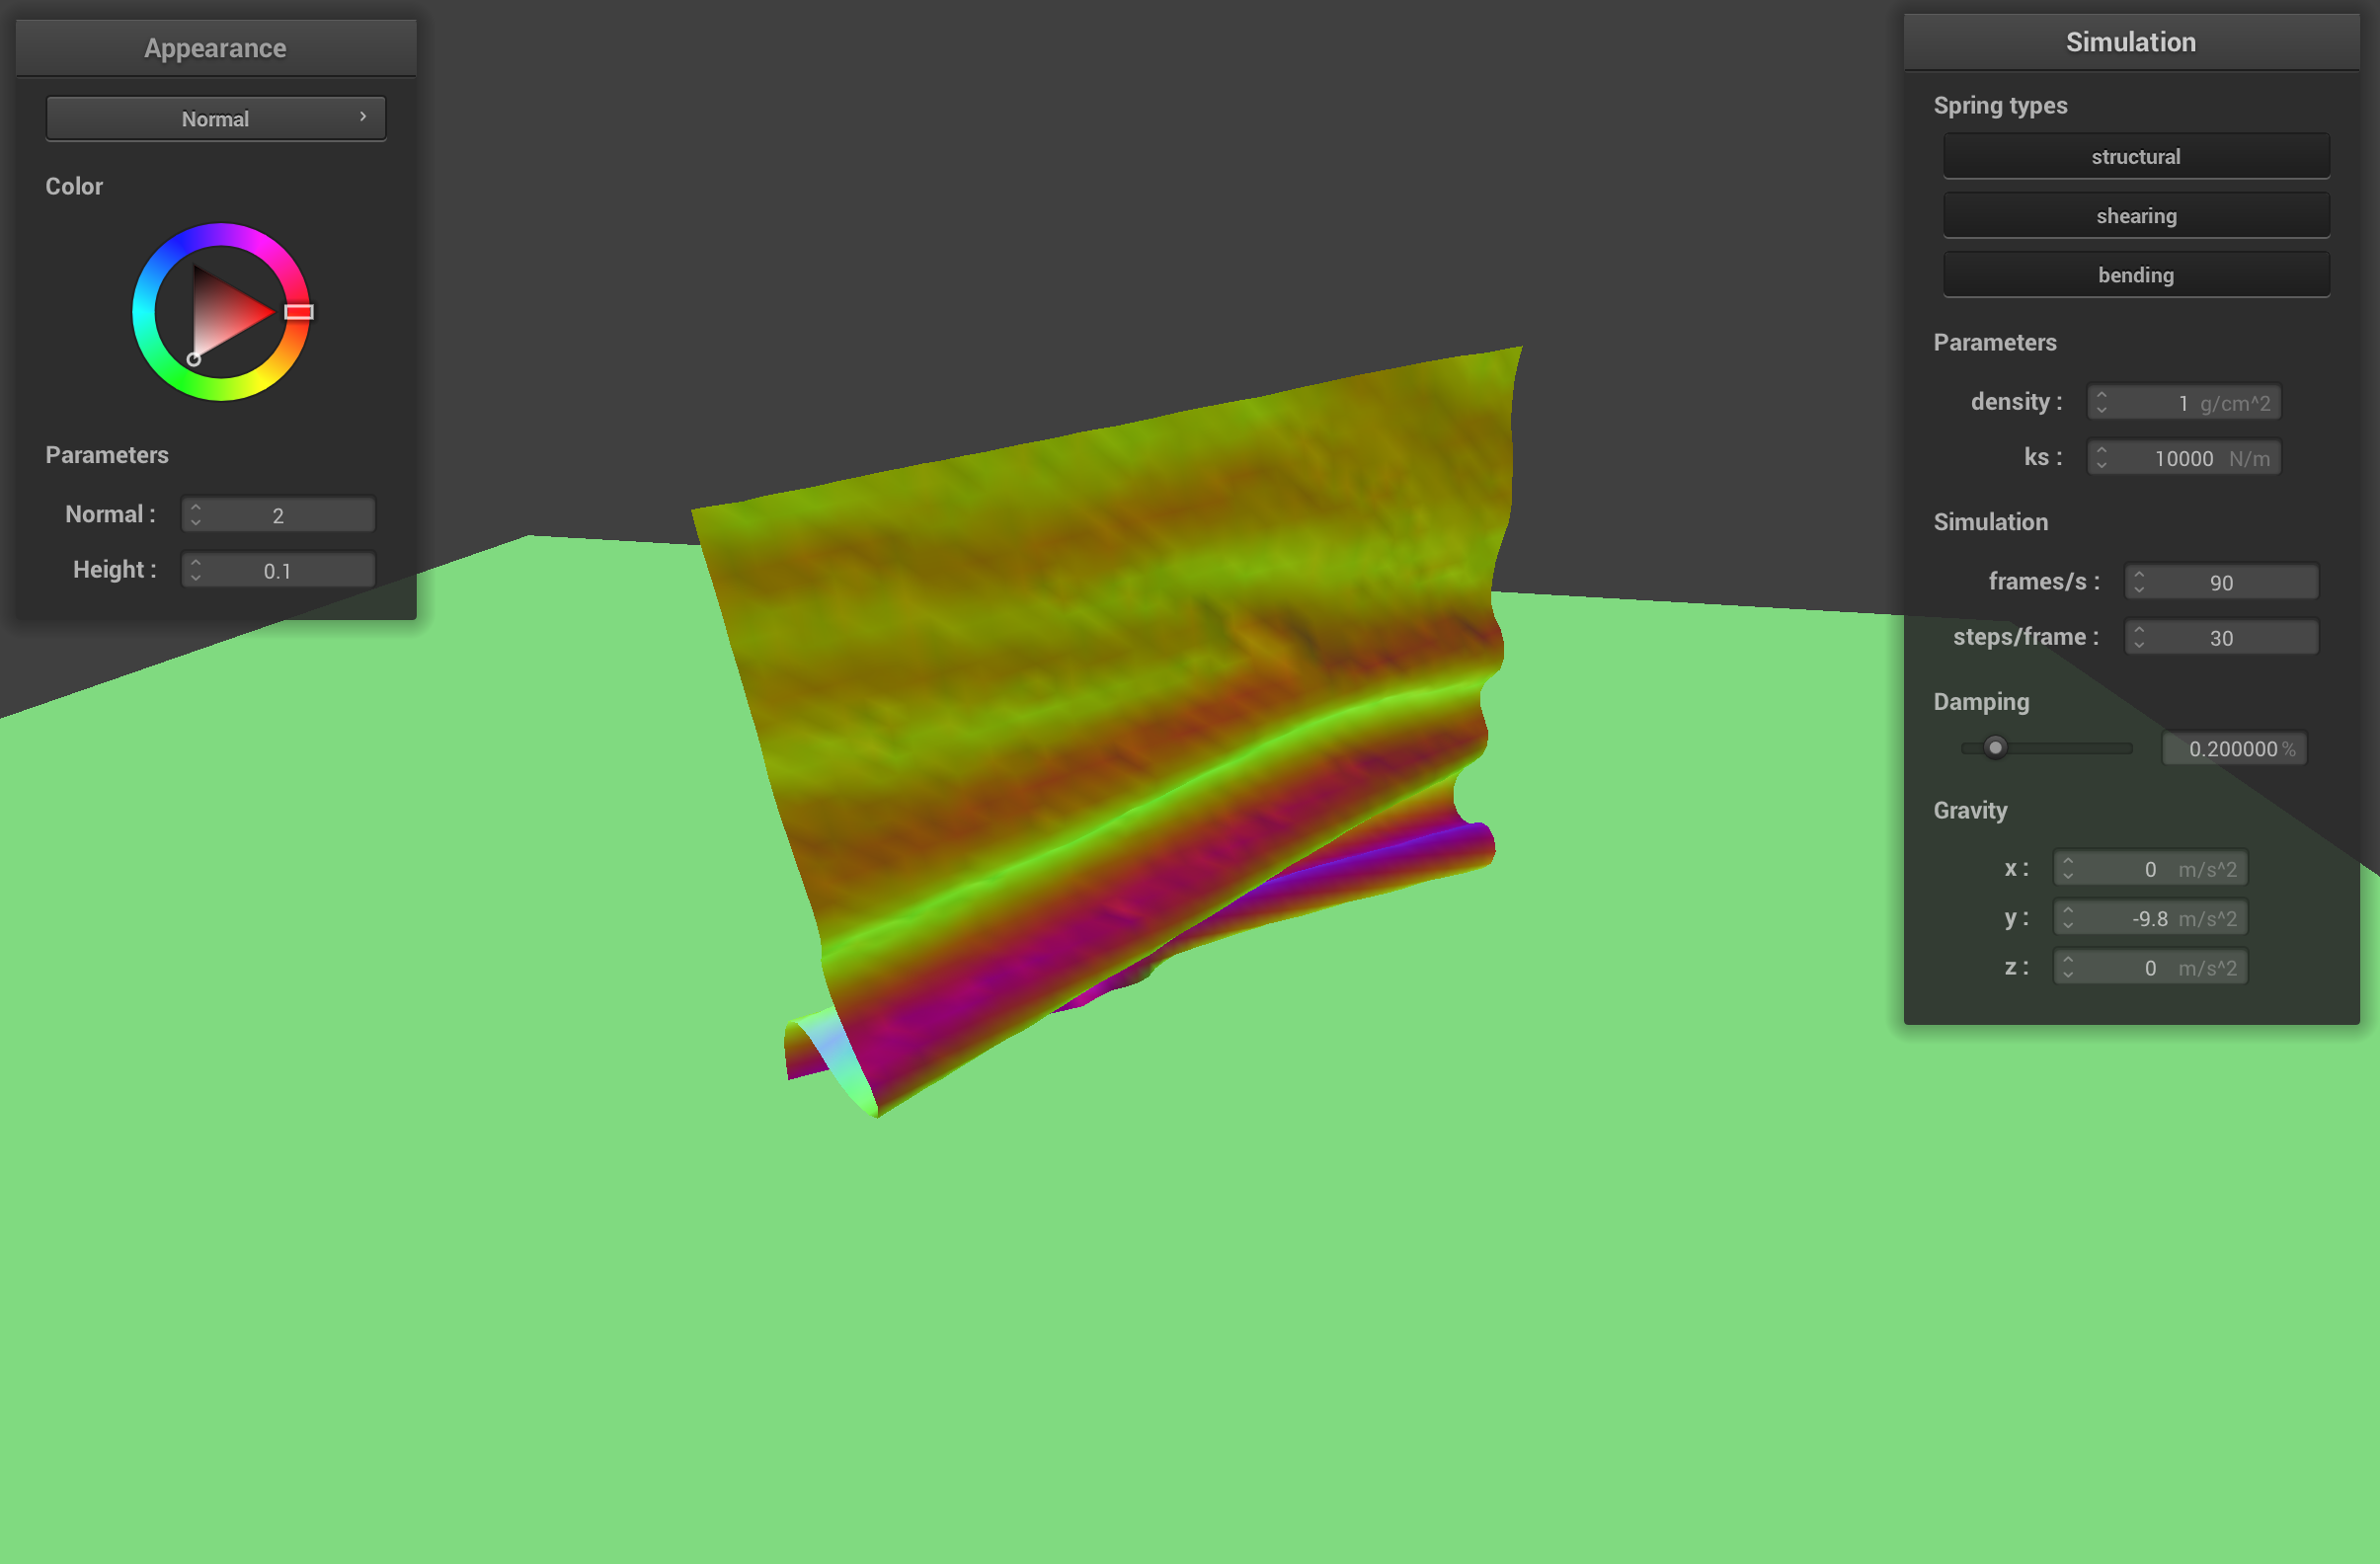 Appearance
Normal
Color
Parameters
Normal : 2
Height : 0.1
Simulation
Spring types
structural
shearing
bending
Parameters
density : 1 g/cm^2
ks : 10000 N/m
Simulation
frames/s : 90
steps/frame : 30
Damping
0.200000 %
Gravity
x : 0 m/s^2
y : -9.8 m/s^2
z : 0 m/s^2